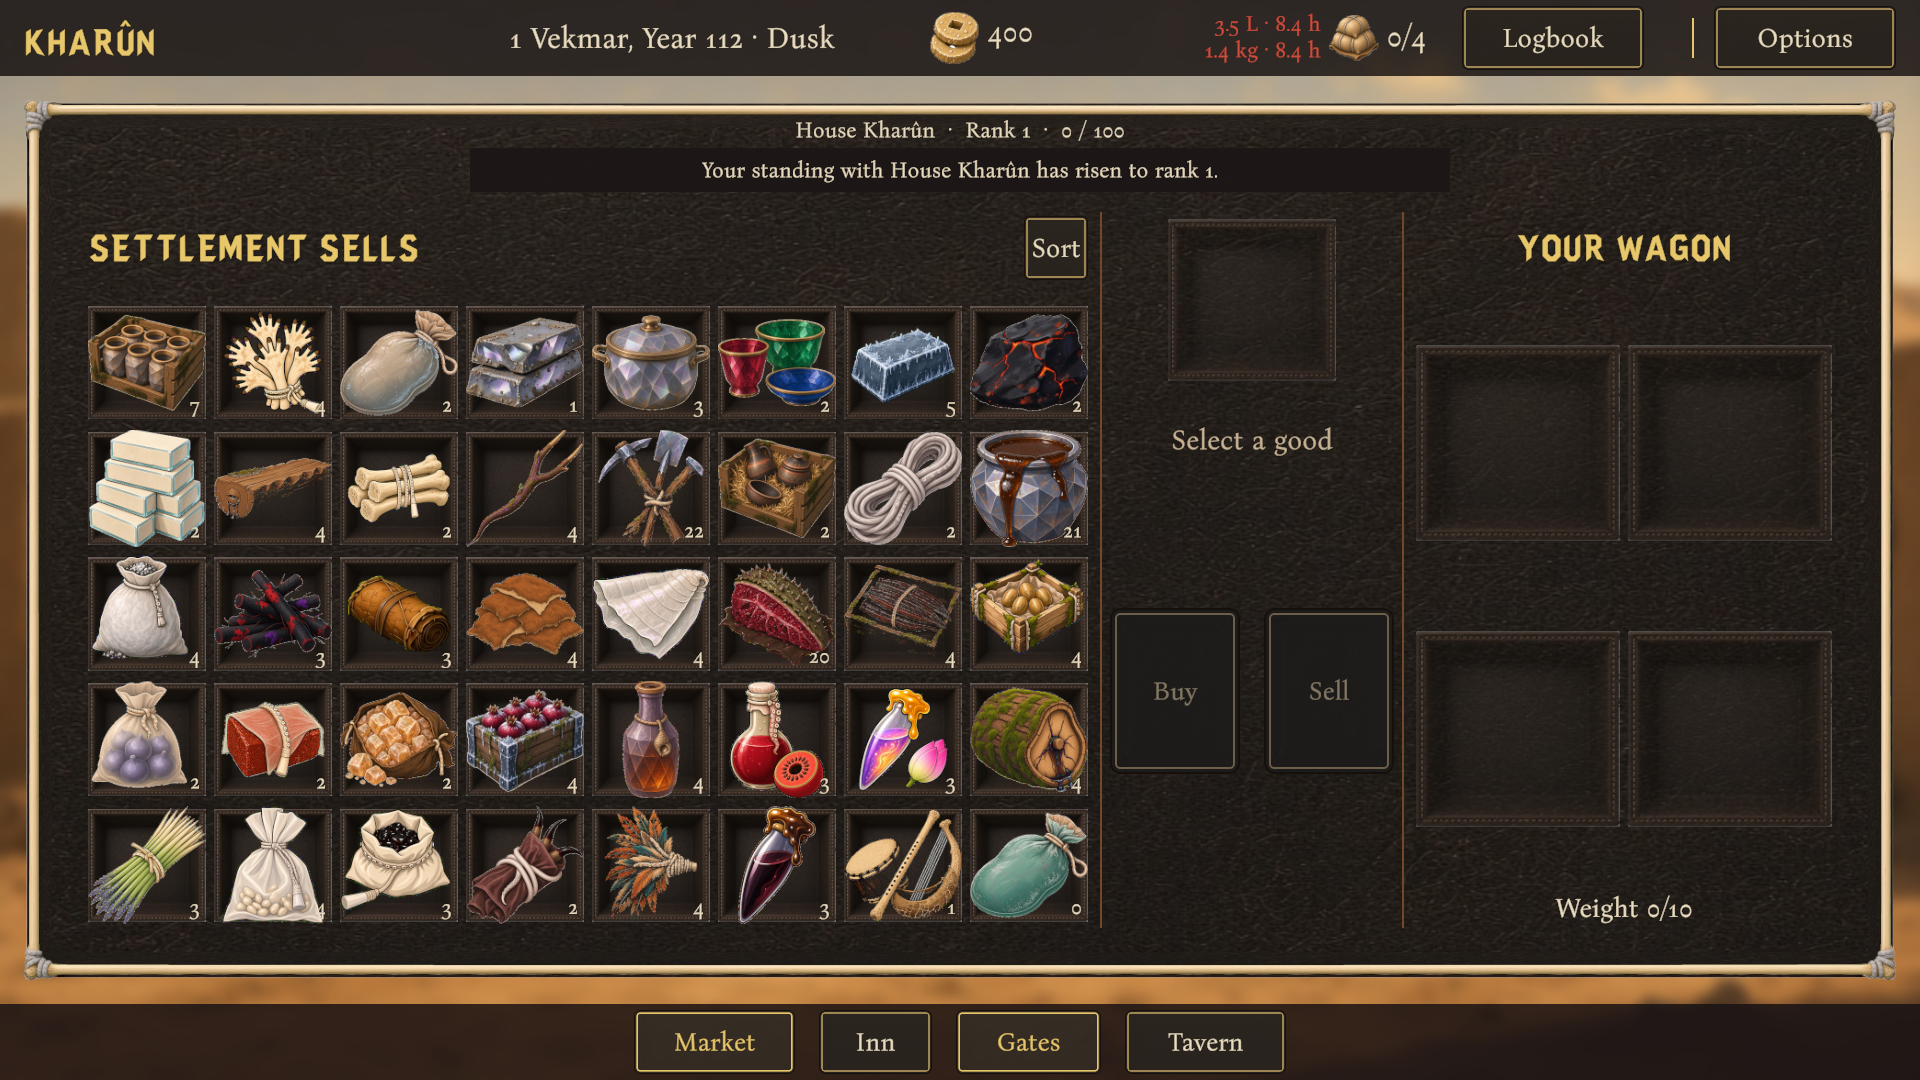 KHARÛN
1 Vekmar, Year 112 · Dusk
400
3.5 L · 8.4 h
1.4 kg · 8.4 h
0/4
Logbook
Options
House Kharûn · Rank 1 · 0 / 100
Your standing with House Kharûn has risen to rank 1.
SETTLEMENT SELLS
Sort
YOUR WAGON
7 4 2 1 3 2 5 2
2 4 2 4 22 2 2 21
4 3 3 4 4 20 4 4
2 2 2 4 4 3 3 4
3 4 3 2 4 3 1 0
Select a good
Buy
Sell
Weight 0/10
Market
Inn
Gates
Tavern